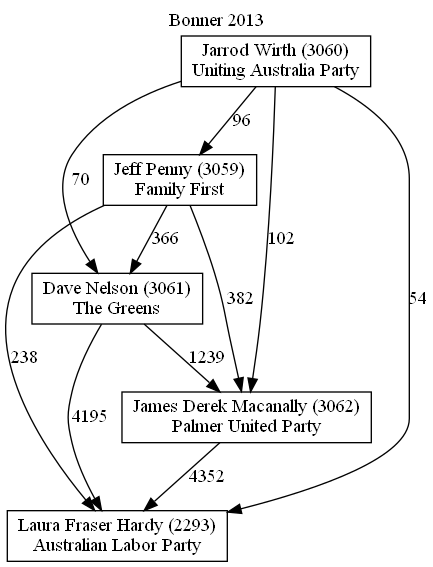 Bonner 2013
Jarrod Wirth (3060)
Uniting Australia Party
96
Jeff Penny (3059)
Family First
70
366
102
Dave Nelson (3061)
The Greens
382
54
238
1239
James Derek Macanally (3062)
Palmer United Party
4195
4352
Laura Fraser Hardy (2293)
Australian Labor Party